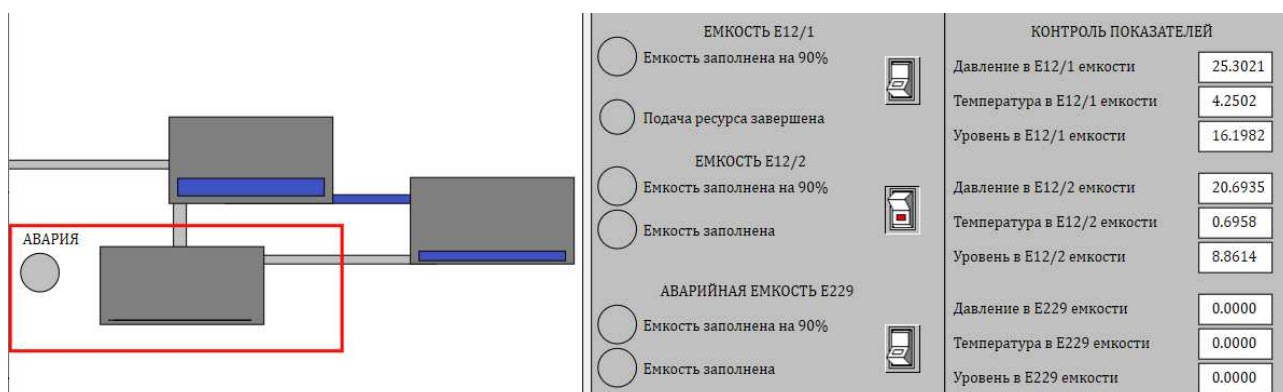 АВАРИЯ
ЕМКОСТЬ Е12/1
Емкость заполнена на 90%
Подача ресурса завершена
ЕМКОСТЬ Е12/2
Емкость заполнена на 90%
Емкость заполнена
АВАРИЙНАЯ ЕМКОСТЬ Е229
Емкость заполнена на 90%
Емкость заполнена
КОНТРОЛЬ ПОКАЗАТЕЛЕЙ
Давление в Е12/1 емкости 25.3021
Температура в Е12/1 емкости 4.2502
Уровень в Е12/1 емкости 16.1982
Давление в Е12/2 емкости 20.6935
Температура в Е12/2 емкости 0.6958
Уровень в Е12/2 емкости 8.8614
Давление в Е229 емкости 0.0000
Температура в Е229 емкости 0.0000
Уровень в Е229 емкости 0.0000